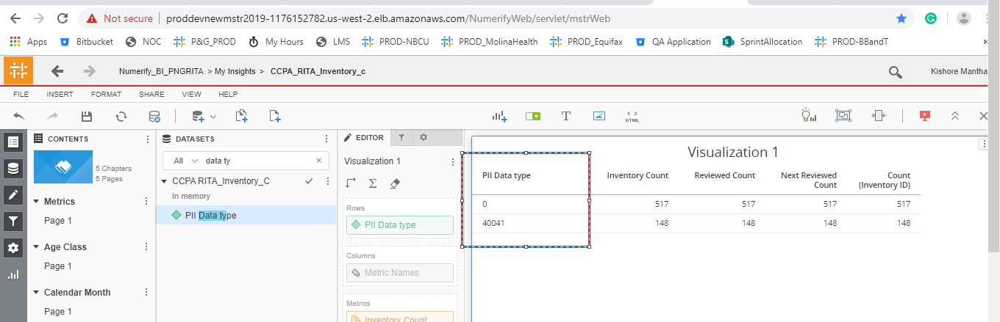 Not secure | proddevnewmstr2019-1176152782.us-west-2.elb.amazonaws.com/NumerifyWeb/servlet/mstrWeb
Apps Bitbucket NOC P&G_PROD My Hours LMS PROD-NBCU PROD_MolinaHealth PROD_Equifax QA Application SprintAllocation PROD-BBandT »
Numerify_BI_PNGRITA > My Insights > CCPA_RITA_Inventory_c Kishore Mantha
FILE INSERT FORMAT SHARE VIEW HELP
HTML
CONTENTS
5 Chapters
5 Pages
Metrics
Page 1
Age Class
Page 1
Calendar Month
Page 1
DATASETS
All data ty
CCPA RITA_Inventory_C
In memory
PII Data type
EDITOR
Visualization 1
Rows
PII Data type
Columns
Metric Names
Metrics
Inventory Count
Visualization 1
PII Data type Inventory Count Reviewed Count Next Reviewed Count Count (Inventory ID)
0 517 517 517 517
40041 148 148 148 148